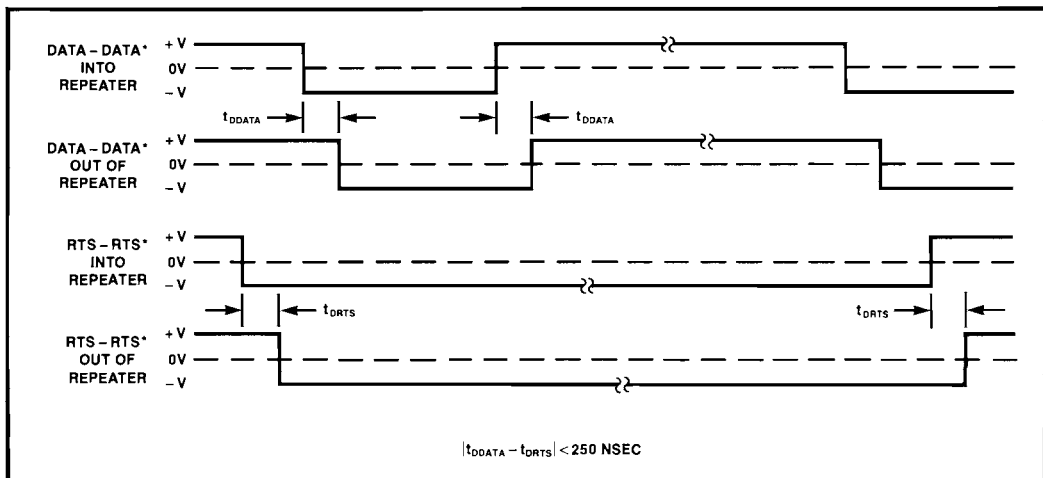 DATA – DATA*
INTO
REPEATER
+ V
0V
– V
tDDATA
tDDATA
DATA – DATA*
OUT OF
REPEATER
+ V
0V
– V
RTS – RTS*
INTO
REPEATER
+ V
0V
– V
tDRTS
tDRTS
RTS – RTS*
OUT OF
REPEATER
+ V
0V
– V
|tDDATA – tDRTS| < 250 NSEC